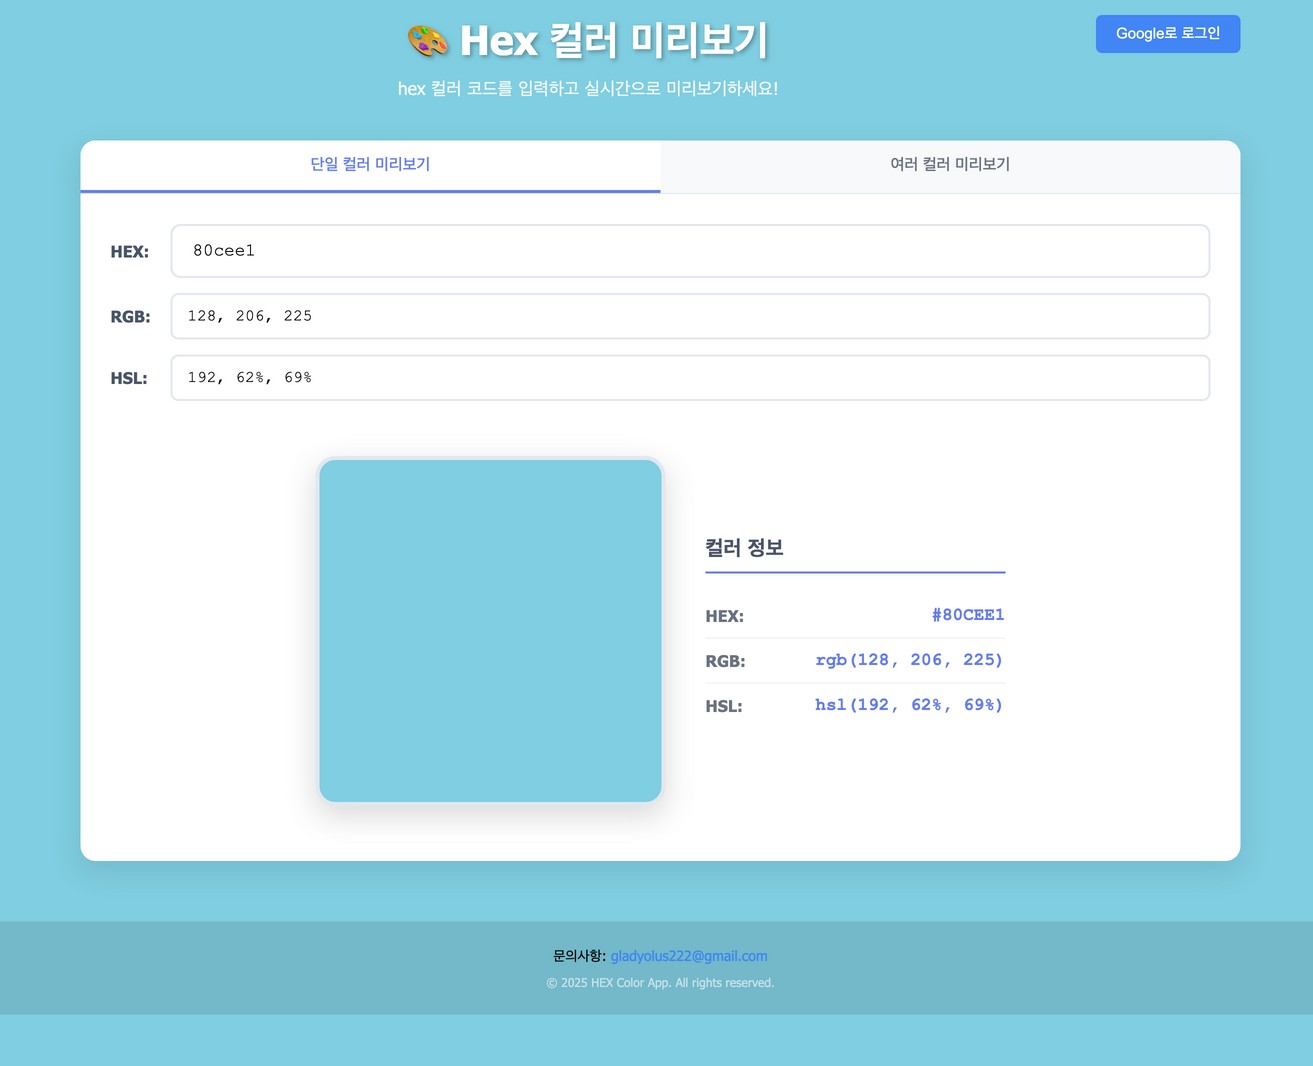 Hex 컬러 미리보기
hex 컬러 코드를 입력하고 실시간으로 미리보기하세요!
Google로 로그인
단일 컬러 미리보기
여러 컬러 미리보기
HEX: 80cee1
RGB: 128, 206, 225
HSL: 192, 62%, 69%
컬러 정보
HEX: #80CEE1
RGB: rgb(128, 206, 225)
HSL: hsl(192, 62%, 69%)
문의사항: gladyolus222@gmail.com
© 2025 HEX Color App. All rights reserved.